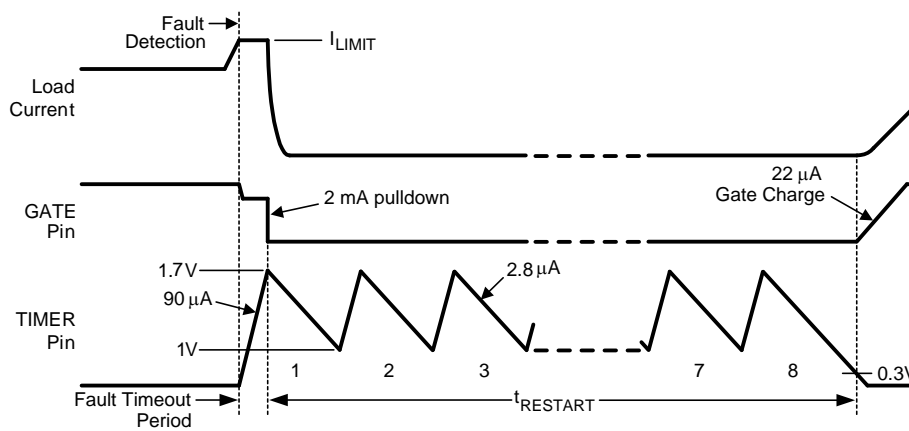 Fault
Detection
I_LIMIT
Load
Current
22 μA
Gate Charge
2 mA pulldown
GATE
Pin
1.7V
2.8 μA
90 μA
TIMER
Pin
1V
1 2 3 7 8
0.3V
Fault Timeout
Period
t_RESTART